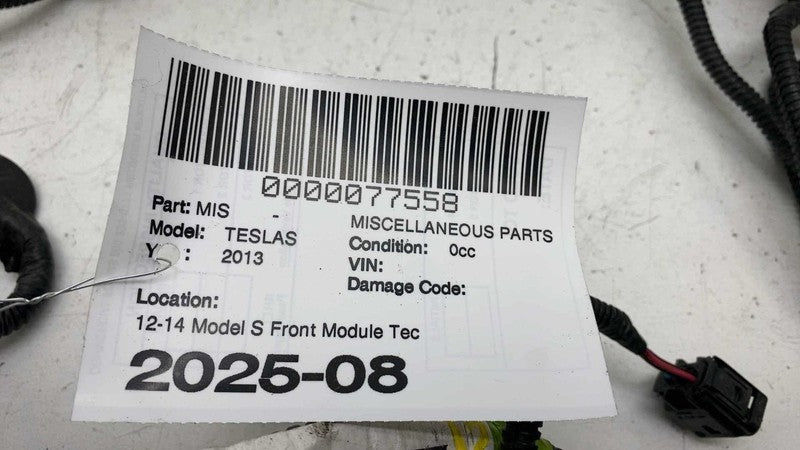 0000077558
Part: MIS - MISCELLANEOUS PARTS
Model: TESLAS Condition: 0cc
Y : 2013 VIN:
Damage Code:
Location:
12-14 Model S Front Module Tec
2025-08